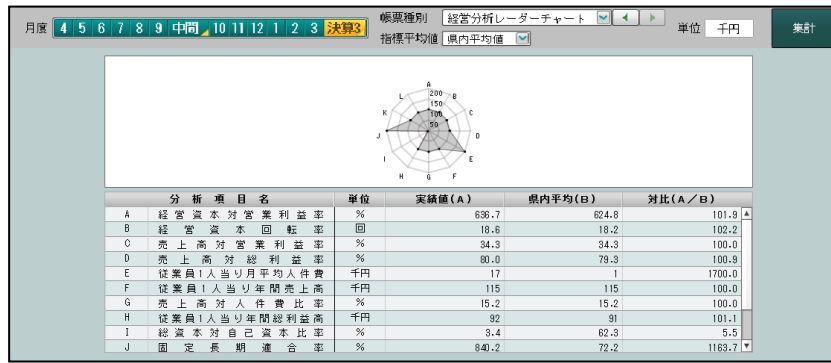 帳票種別 経営分析レーダーチャート
月度 4 5 6 7 8 9 中間 10 11 12 1 2 3 決算3 単位 千円 集計
指標平均値 県内平均値
A
L 200 B
150
K 100 C
50
J D
I E
H G F
分析項目名 単位 実績値(A) 県内平均(B) 対比(A/B)
A 経営資本対営業利益率 % 636.7 624.8 101.9
B 経営資本回転率 回 18.6 18.2 102.2
C 売上高対営業利益率 % 34.3 34.3 100.0
D 売上高対総利益率 % 80.0 79.3 100.9
E 従業員1人当り月平均人件費 千円 17 1 1700.0
F 従業員1人当り年間売上高 千円 115 115 100.0
G 売上高対人件費比率 % 15.2 15.2 100.0
H 従業員1人当り年間総利益高 千円 92 91 101.1
I 総資本対自己資本比率 % 3.4 62.3 5.5
J 固定長期適合率 % 840.2 72.2 1163.7